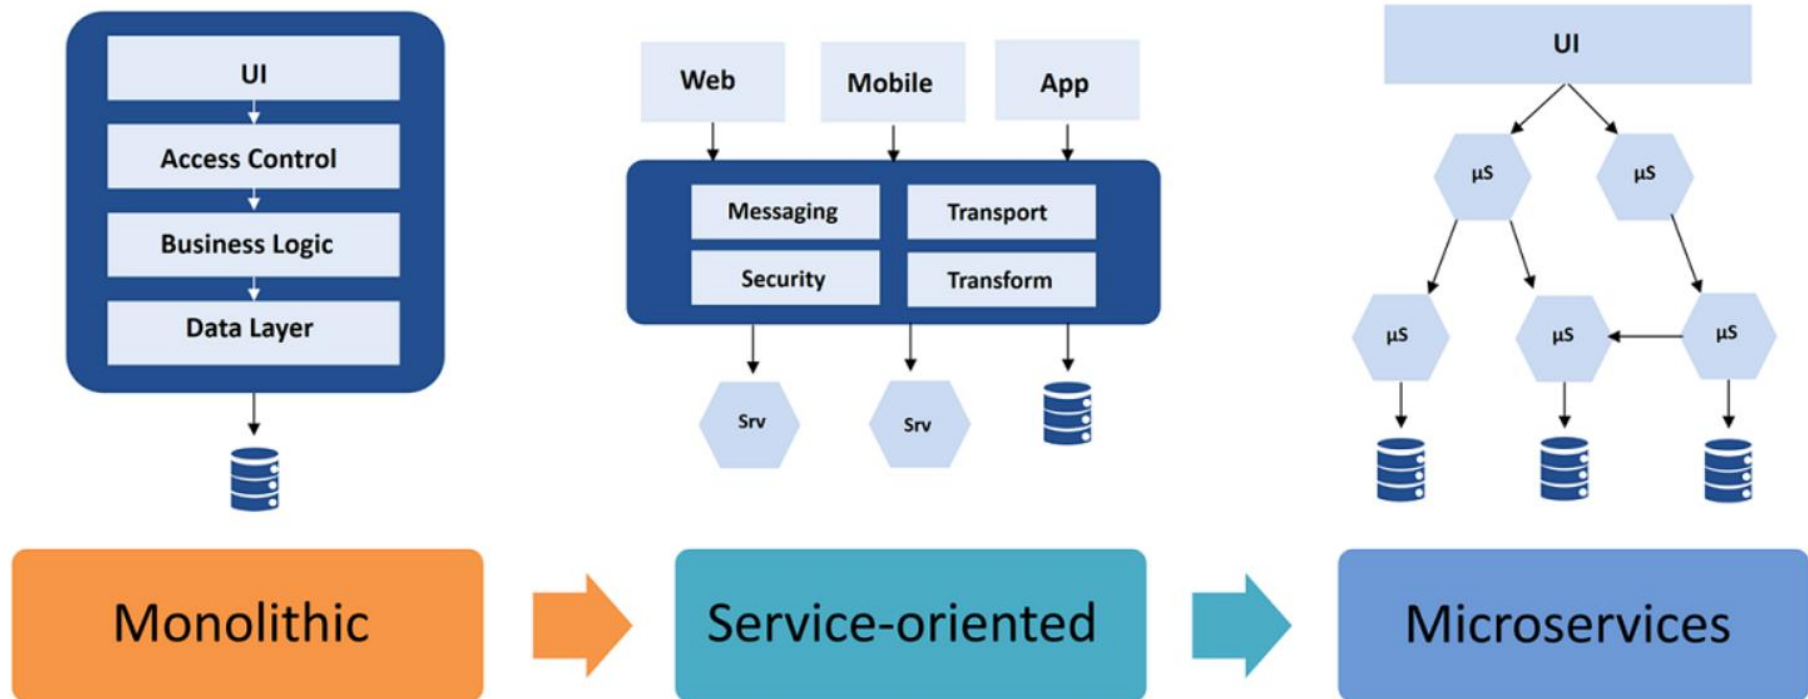 UI
Access Control
Business Logic
Data Layer
Web
Mobile
App
Messaging
Transport
Security
Transform
Srv
Srv
UI
µS
µS
µS
µS
µS
Monolithic
Service-oriented
Microservices